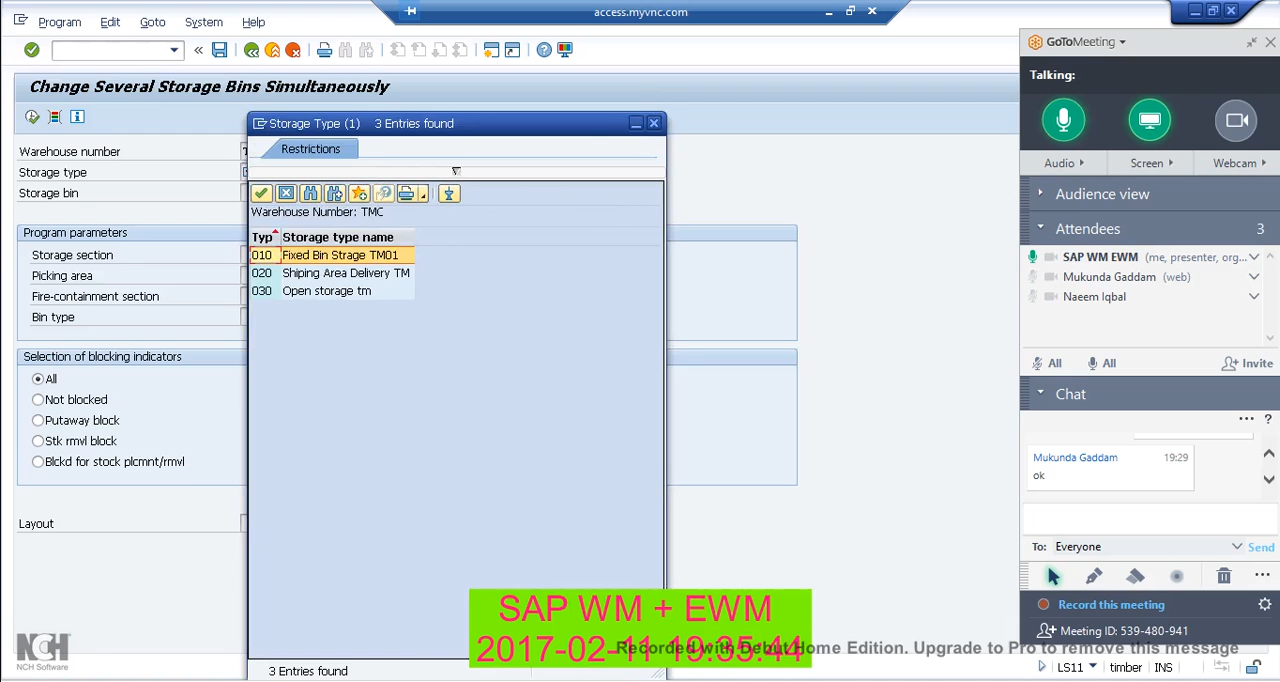 Program Edit Goto System Help
access.myvnc.com
Change Several Storage Bins Simultaneously
Warehouse number
Storage type
Storage bin
Program parameters
Storage section
Picking area
Fire-containment section
Bin type
Selection of blocking indicators
All
Not blocked
Putaway block
Stk rmvl block
Blckd for stock plcmnt/rmvl
Layout
Storage Type (1) 3 Entries found
Restrictions
Warehouse Number: TMC
Typ Storage type name
010 Fixed Bin Strage TM01
020 Shiping Area Delivery TM
030 Open storage tm
3 Entries found
GoToMeeting
Talking:
Audio Screen Webcam
Audience view
Attendees 3
SAP WM EWM (me, presenter, org...
Mukunda Gaddam (web)
Naeem Iqbal
All All Invite
Chat
... ?
Mukunda Gaddam 19:29
ok
To: Everyone Send
Record this meeting
Meeting ID: 539-480-941
LS11 timber INS
SAP WM + EWM
2017-02-11 19:35:44
Recorded with Debut Home Edition. Upgrade to Pro to remove this message
NCH
NCH Software